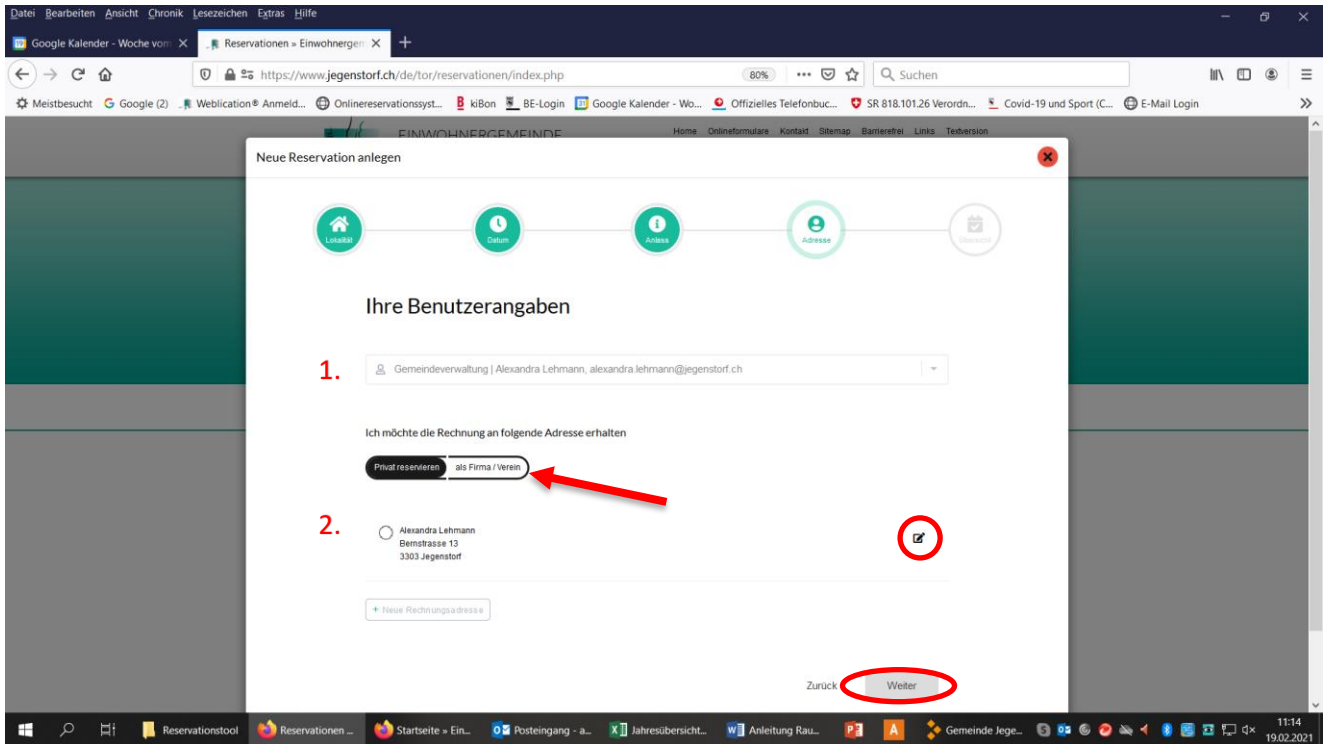 Datei Bearbeiten Ansicht Chronik Lesezeichen Extras Hilfe
Google Kalender - Woche vom
Reservationen » Einwohnergen
https://www.jegenstorf.ch/de/tor/reservationen/index.php
80%
Suchen
Meistbesucht
Google (2)
Weblication® Anmeld...
Onlinereservationssyst...
kiBon
BE-Login
Google Kalender - Wo...
Offizielles Telefonbuc...
SR 818.101.26 Verordn...
Covid-19 und Sport (C...
E-Mail Login
EINWOHNERGEMEINDE
Home Onlineformulare Kontakt Sitemap Barrierefrei Links Textversion
Neue Reservation anlegen
Lokalität
Datum
Anlass
Adresse
Übersicht
Ihre Benutzerangaben
1.
Gemeindeverwaltung | Alexandra Lehmann, alexandra.lehmann@jegenstorf.ch
Ich möchte die Rechnung an folgende Adresse erhalten
Privat reservieren
als Firma / Verein
2.
Alexandra Lehmann
Bernstrasse 13
3303 Jegenstorf
+ Neue Rechnungsadresse
Zurück
Weiter
Reservationstool
Reservationen ...
Startseite » Ein...
Posteingang - a...
Jahresübersicht...
Anleitung Rau...
Gemeinde Jege...
11:14
19.02.2021